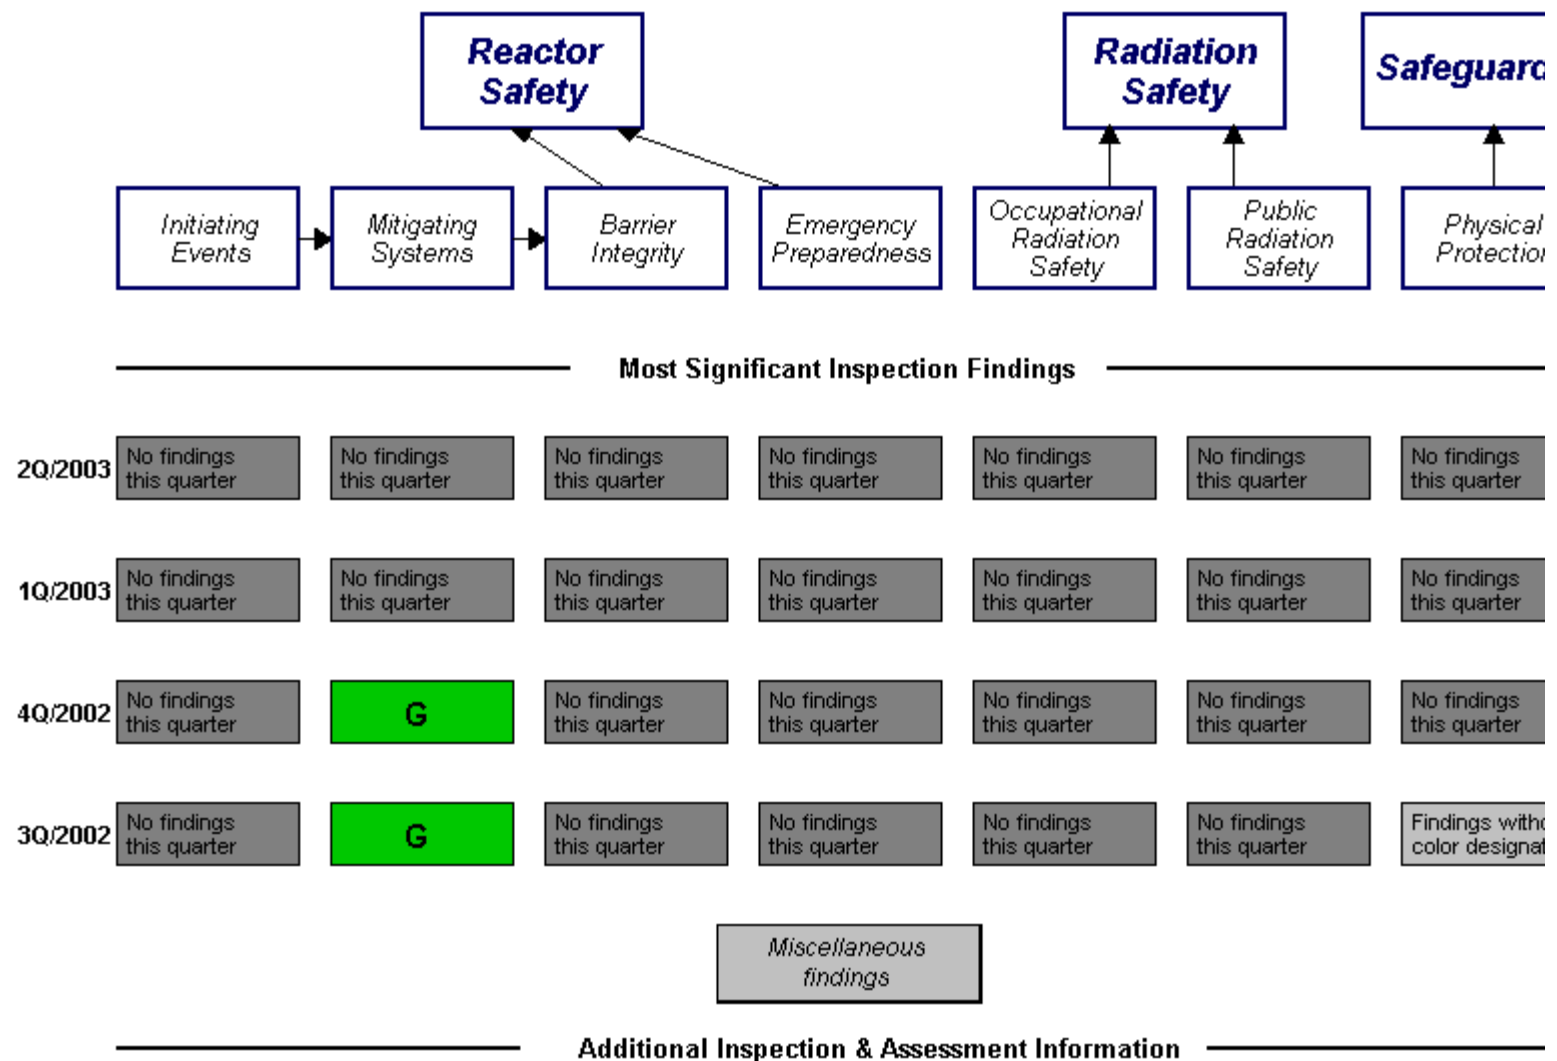 Reactor
Safety
Radiation
Safety
Safeguard
Initiating
Events
Mitigating
Systems
Barrier
Integrity
Emergency
Preparedness
Occupational
Radiation
Safety
Public
Radiation
Safety
Physical
Protection
Most Significant Inspection Findings
2Q/2003
No findings
this quarter
No findings
this quarter
No findings
this quarter
No findings
this quarter
No findings
this quarter
No findings
this quarter
No findings
this quarter
1Q/2003
No findings
this quarter
No findings
this quarter
No findings
this quarter
No findings
this quarter
No findings
this quarter
No findings
this quarter
No findings
this quarter
4Q/2002
No findings
this quarter
G
No findings
this quarter
No findings
this quarter
No findings
this quarter
No findings
this quarter
No findings
this quarter
3Q/2002
No findings
this quarter
G
No findings
this quarter
No findings
this quarter
No findings
this quarter
No findings
this quarter
Findings witho
color designat
Miscellaneous
findings
Additional Inspection & Assessment Information